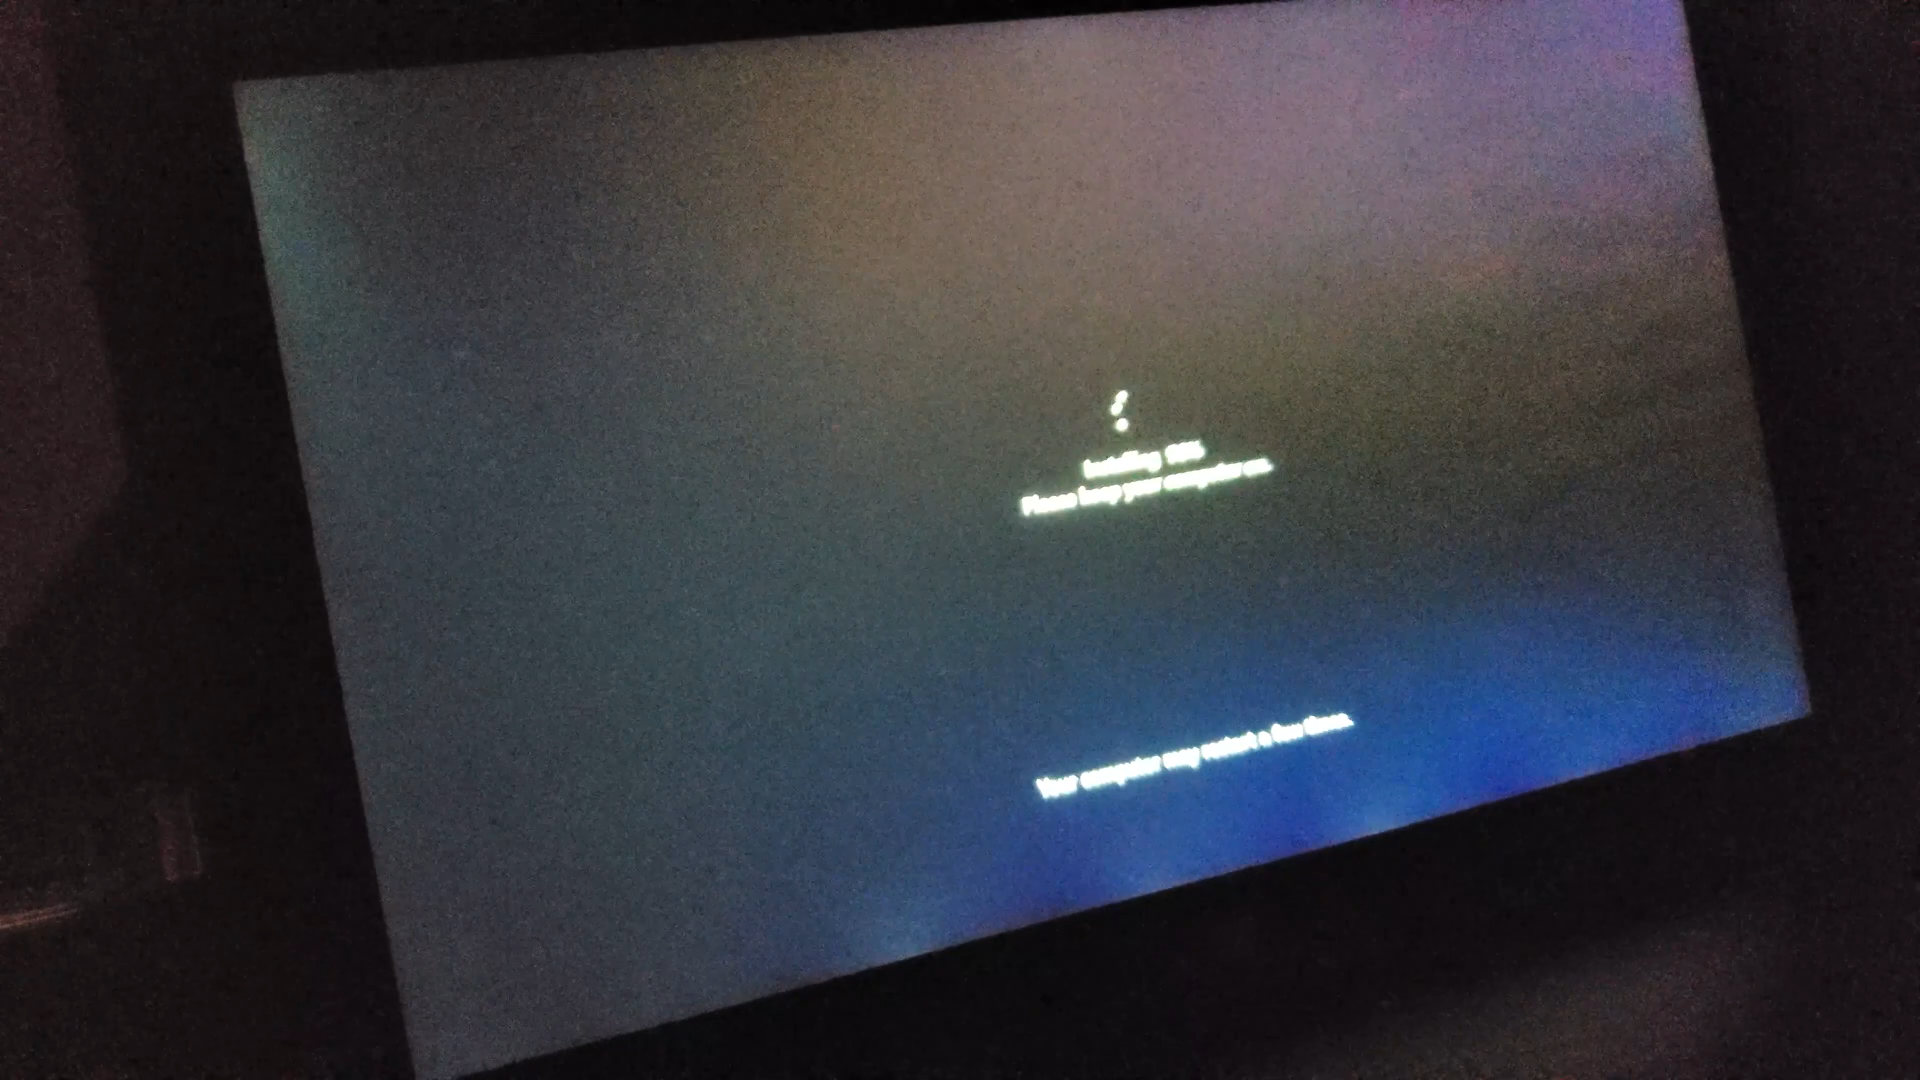 Installing
Please keep your computer on.
Your computer may restart a few times.